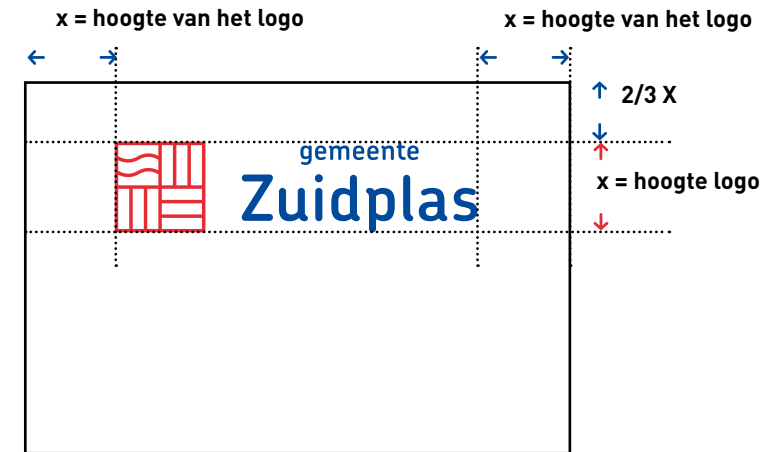 x = hoogte van het logo
x = hoogte van het logo
2/3 X
gemeente
Zuidplas
x = hoogte logo